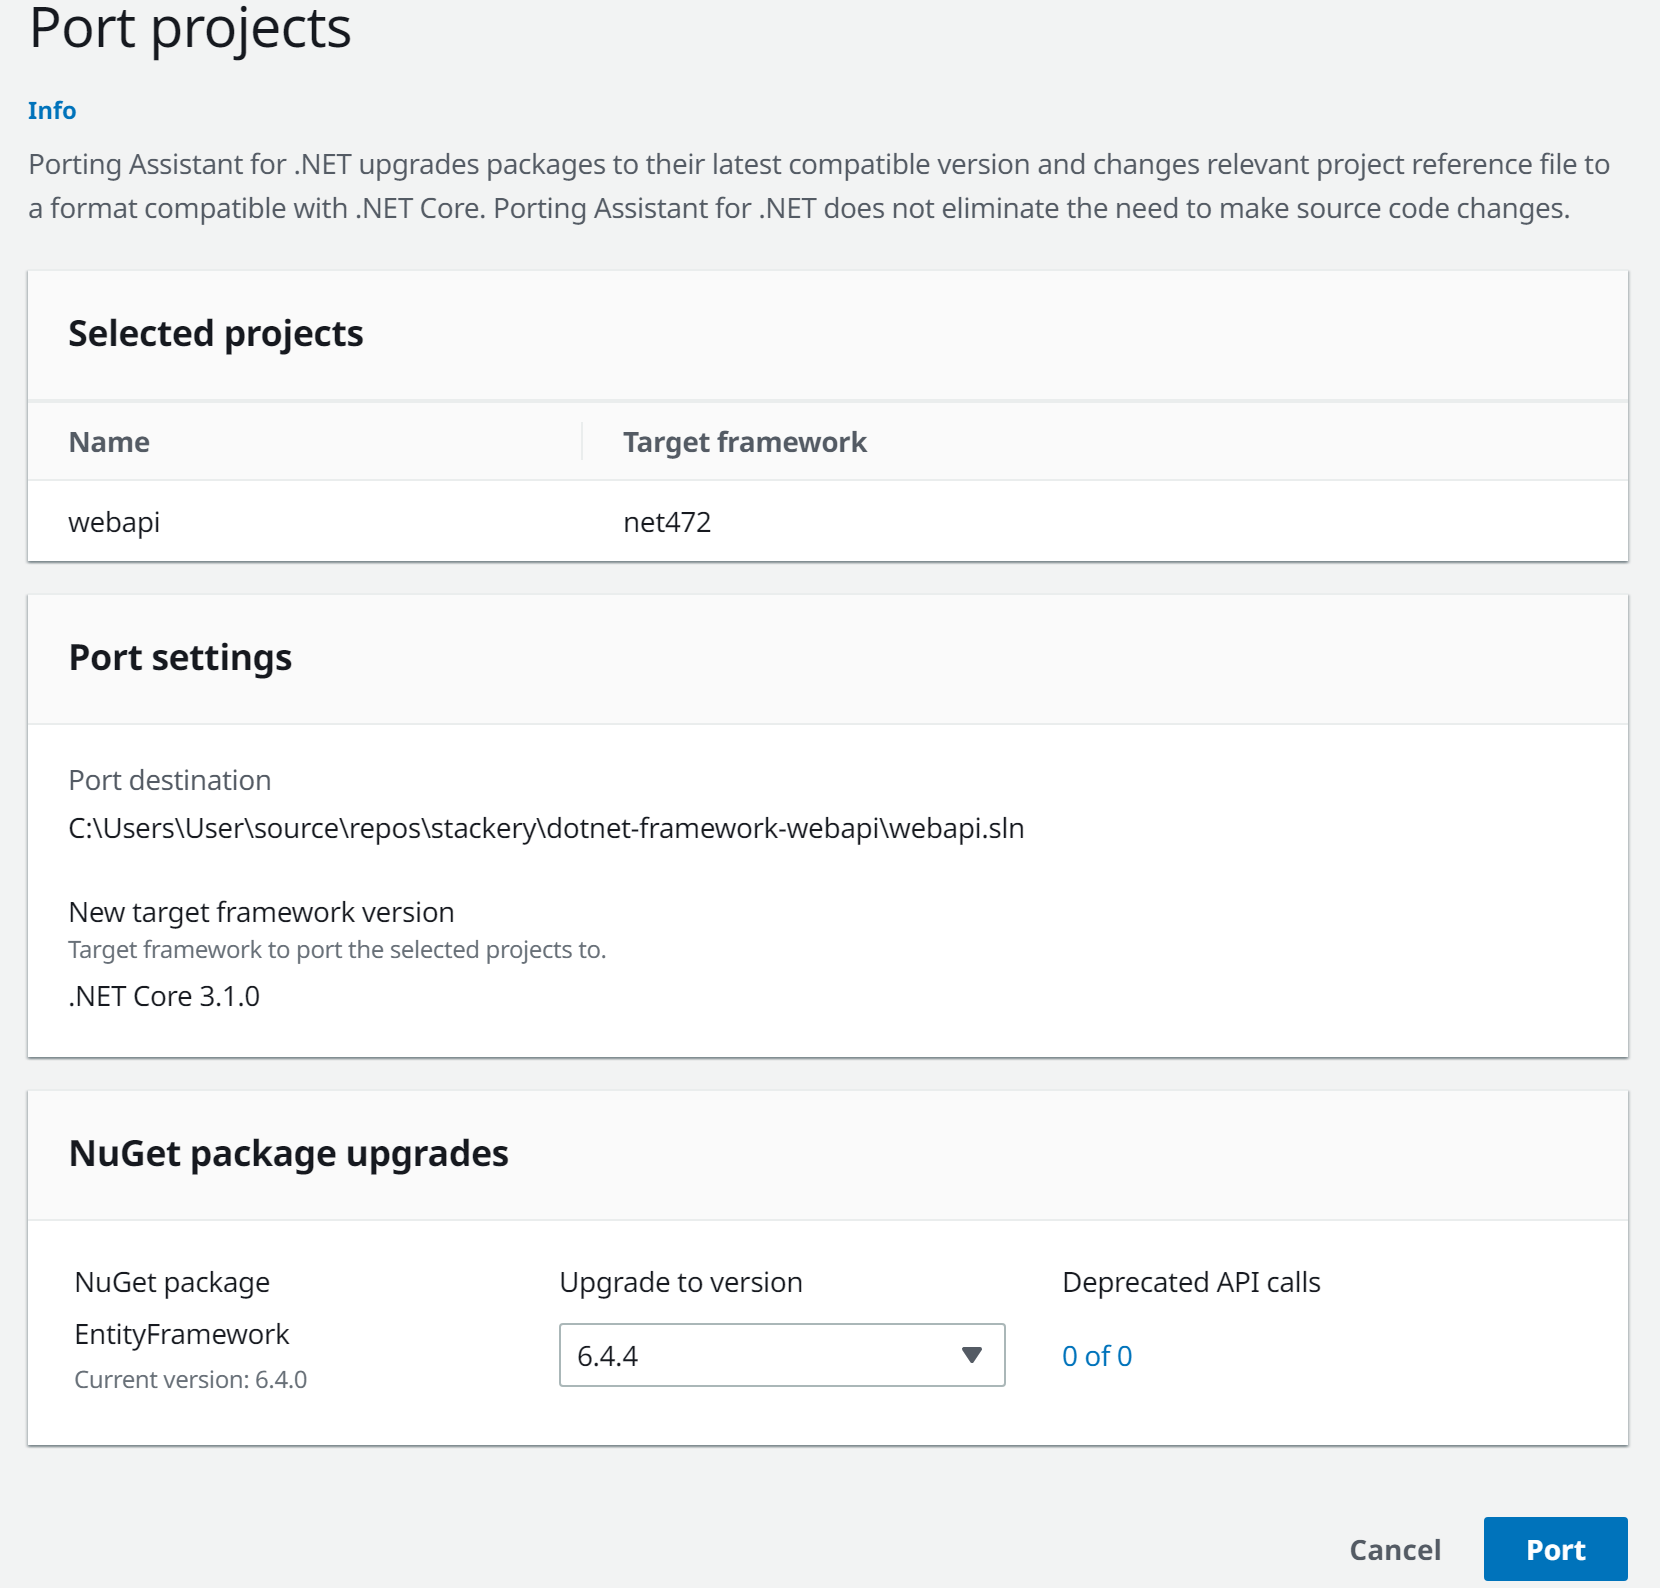 Port projects
Info
Porting Assistant for .NET upgrades packages to their latest compatible version and changes relevant project reference file to
a format compatible with .NET Core. Porting Assistant for .NET does not eliminate the need to make source code changes.
Selected projects
Name Target framework
webapi net472
Port settings
Port destination
C:\Users\User\source\repos\stackery\dotnet-framework-webapi\webapi.sln
New target framework version
Target framework to port the selected projects to.
.NET Core 3.1.0
NuGet package upgrades
NuGet package Upgrade to version Deprecated API calls
EntityFramework
6.4.4 0 of 0
Current version: 6.4.0
Cancel Port